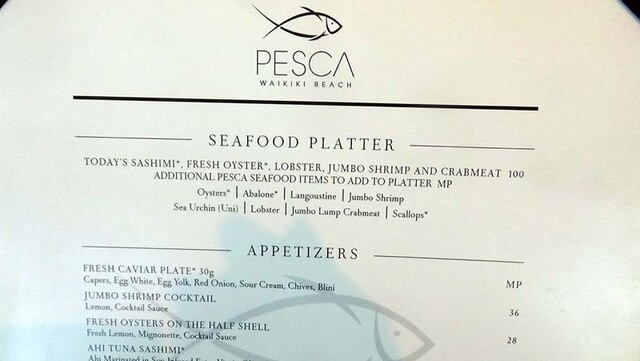 PESCA
WAIKIKI BEACH
SEAFOOD PLATTER
TODAY'S SASHIMI*, FRESH OYSTER*, LOBSTER, JUMBO SHRIMP AND CRABMEAT 100
ADDITIONAL PESCA SEAFOOD ITEMS TO ADD TO PLATTER MP
Oysters* | Abalone* | Langoustine | Jumbo Shrimp
Sea Urchin (Uni) | Lobster | Jumbo Lump Crabmeat | Scallops*
APPETIZERS
FRESH CAVIAR PLATE* 30g
Capers, Egg White, Egg Yolk, Red Onion, Sour Cream, Chives, Blini MP
JUMBO SHRIMP COCKTAIL
Lemon, Cocktail Sauce 36
FRESH OYSTERS ON THE HALF SHELL
Fresh Lemon, Mignonette, Cocktail Sauce 28
AHI TUNA SASHIMI*
Ahi Marinated in